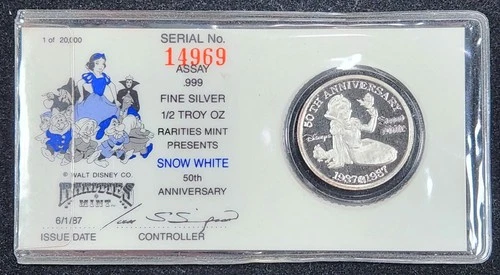 1 of 20,000
SERIAL No.
14969
ASSAY
.999
FINE SILVER
1/2 TROY OZ
RARITIES MINT
PRESENTS
SNOW WHITE
50th
ANNIVERSARY
© WALT DISNEY CO.
RARITIES
MINT
6/1/87
ISSUE DATE
CONTROLLER
50TH ANNIVERSARY
Disney's
Snow
White
1937 1987